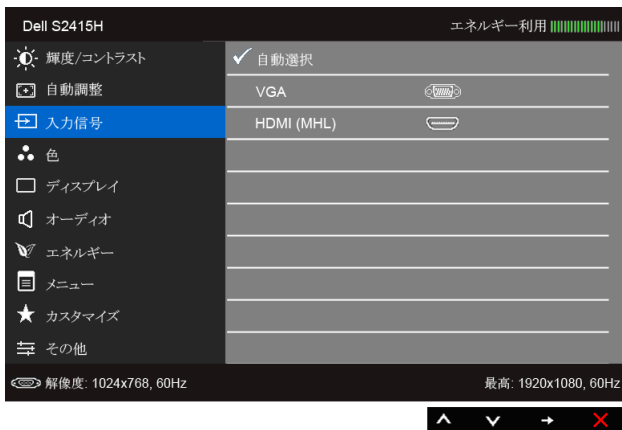 Dell S2415H
エネルギー利用
輝度/コントラスト
自動調整
入力信号
色
ディスプレイ
オーディオ
エネルギー
メニュー
カスタマイズ
その他
自動選択
VGA
HDMI (MHL)
解像度: 1024x768, 60Hz
最高: 1920x1080, 60Hz